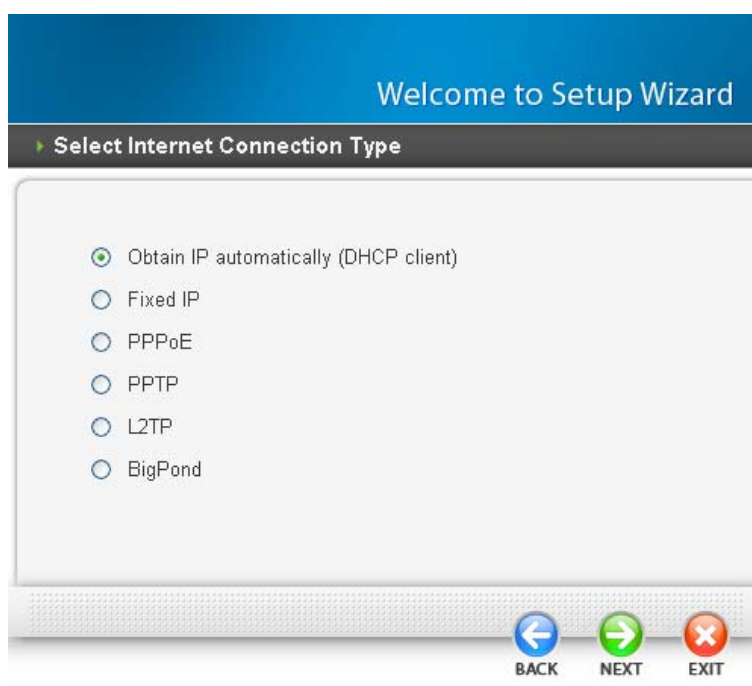 Welcome to Setup Wizard
Select Internet Connection Type
Obtain IP automatically (DHCP client)
Fixed IP
PPPoE
PPTP
L2TP
BigPond
BACK NEXT EXIT